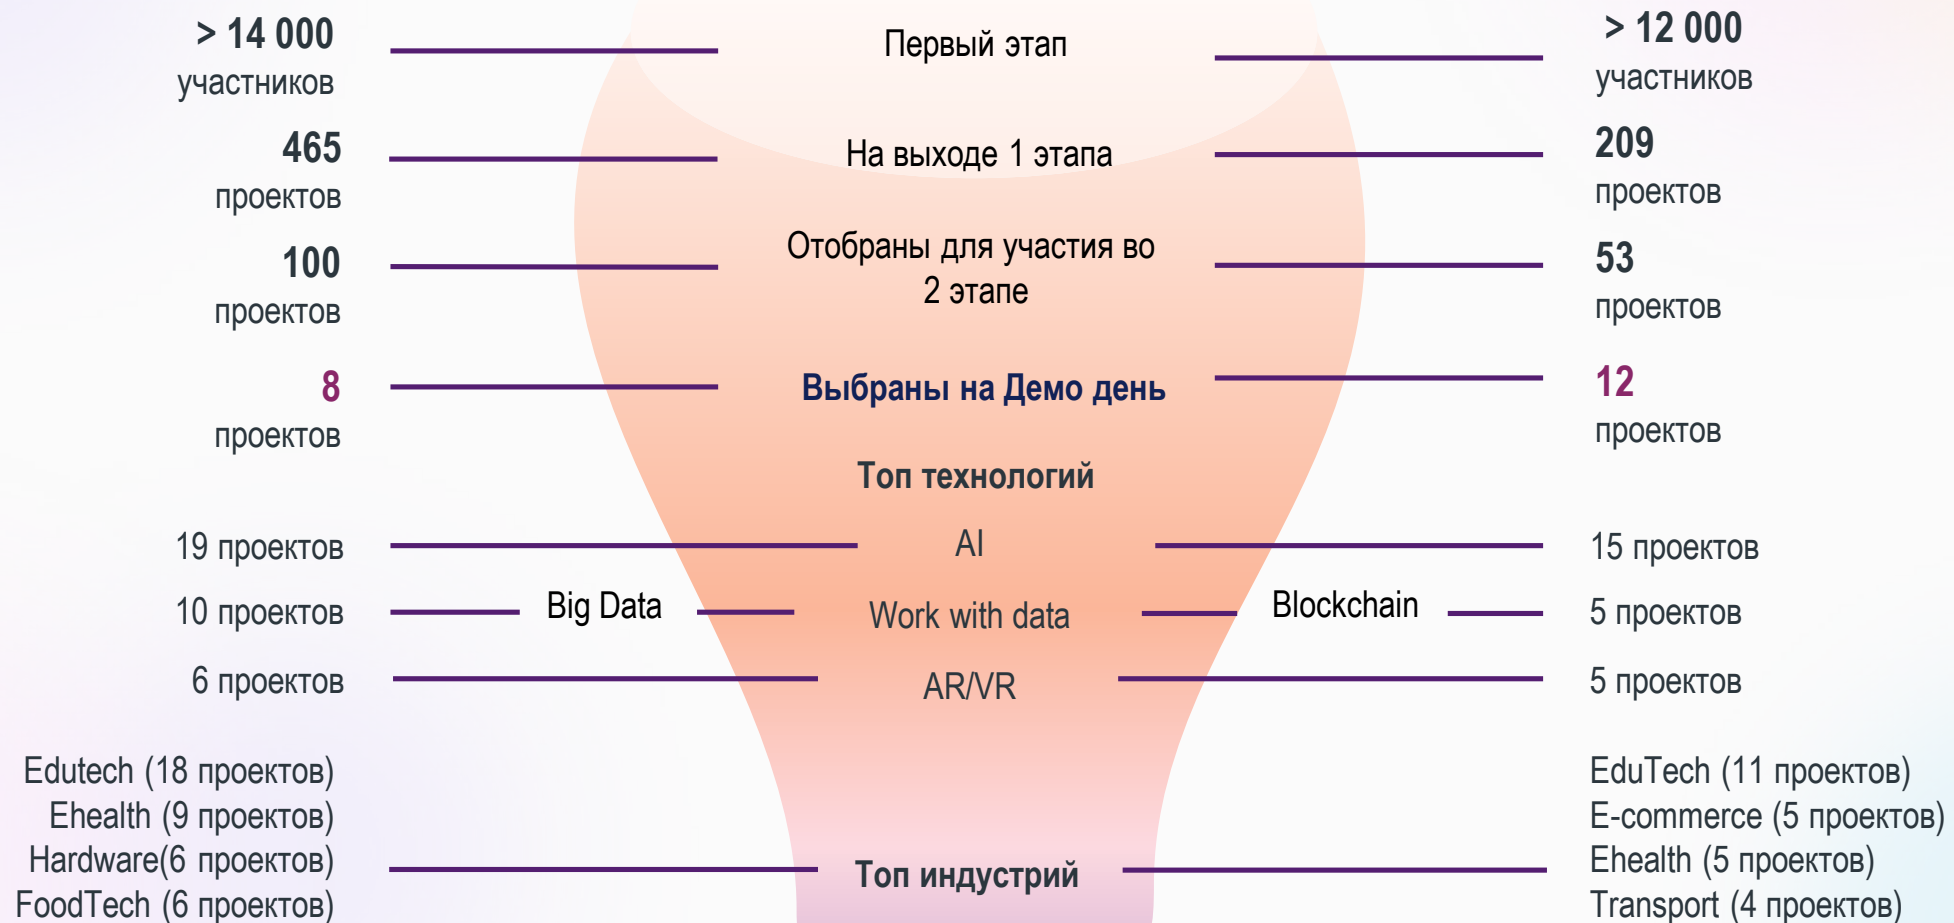 > 14 000
участников
Первый этап
> 12 000
участников
465
проектов
На выходе 1 этапа
209
проектов
100
проектов
Отобраны для участия во
2 этапе
53
проектов
8
проектов
Выбраны на Демо день
12
проектов
Топ технологий
19 проектов
AI
15 проектов
10 проектов
Big Data
Work with data
Blockchain
5 проектов
6 проектов
AR/VR
5 проектов
Edutech (18 проектов)
Ehealth (9 проектов)
Hardware(6 проектов)
FoodTech (6 проектов)
Топ индустрий
EduTech (11 проектов)
E-commerce (5 проектов)
Ehealth (5 проектов)
Transport (4 проектов)